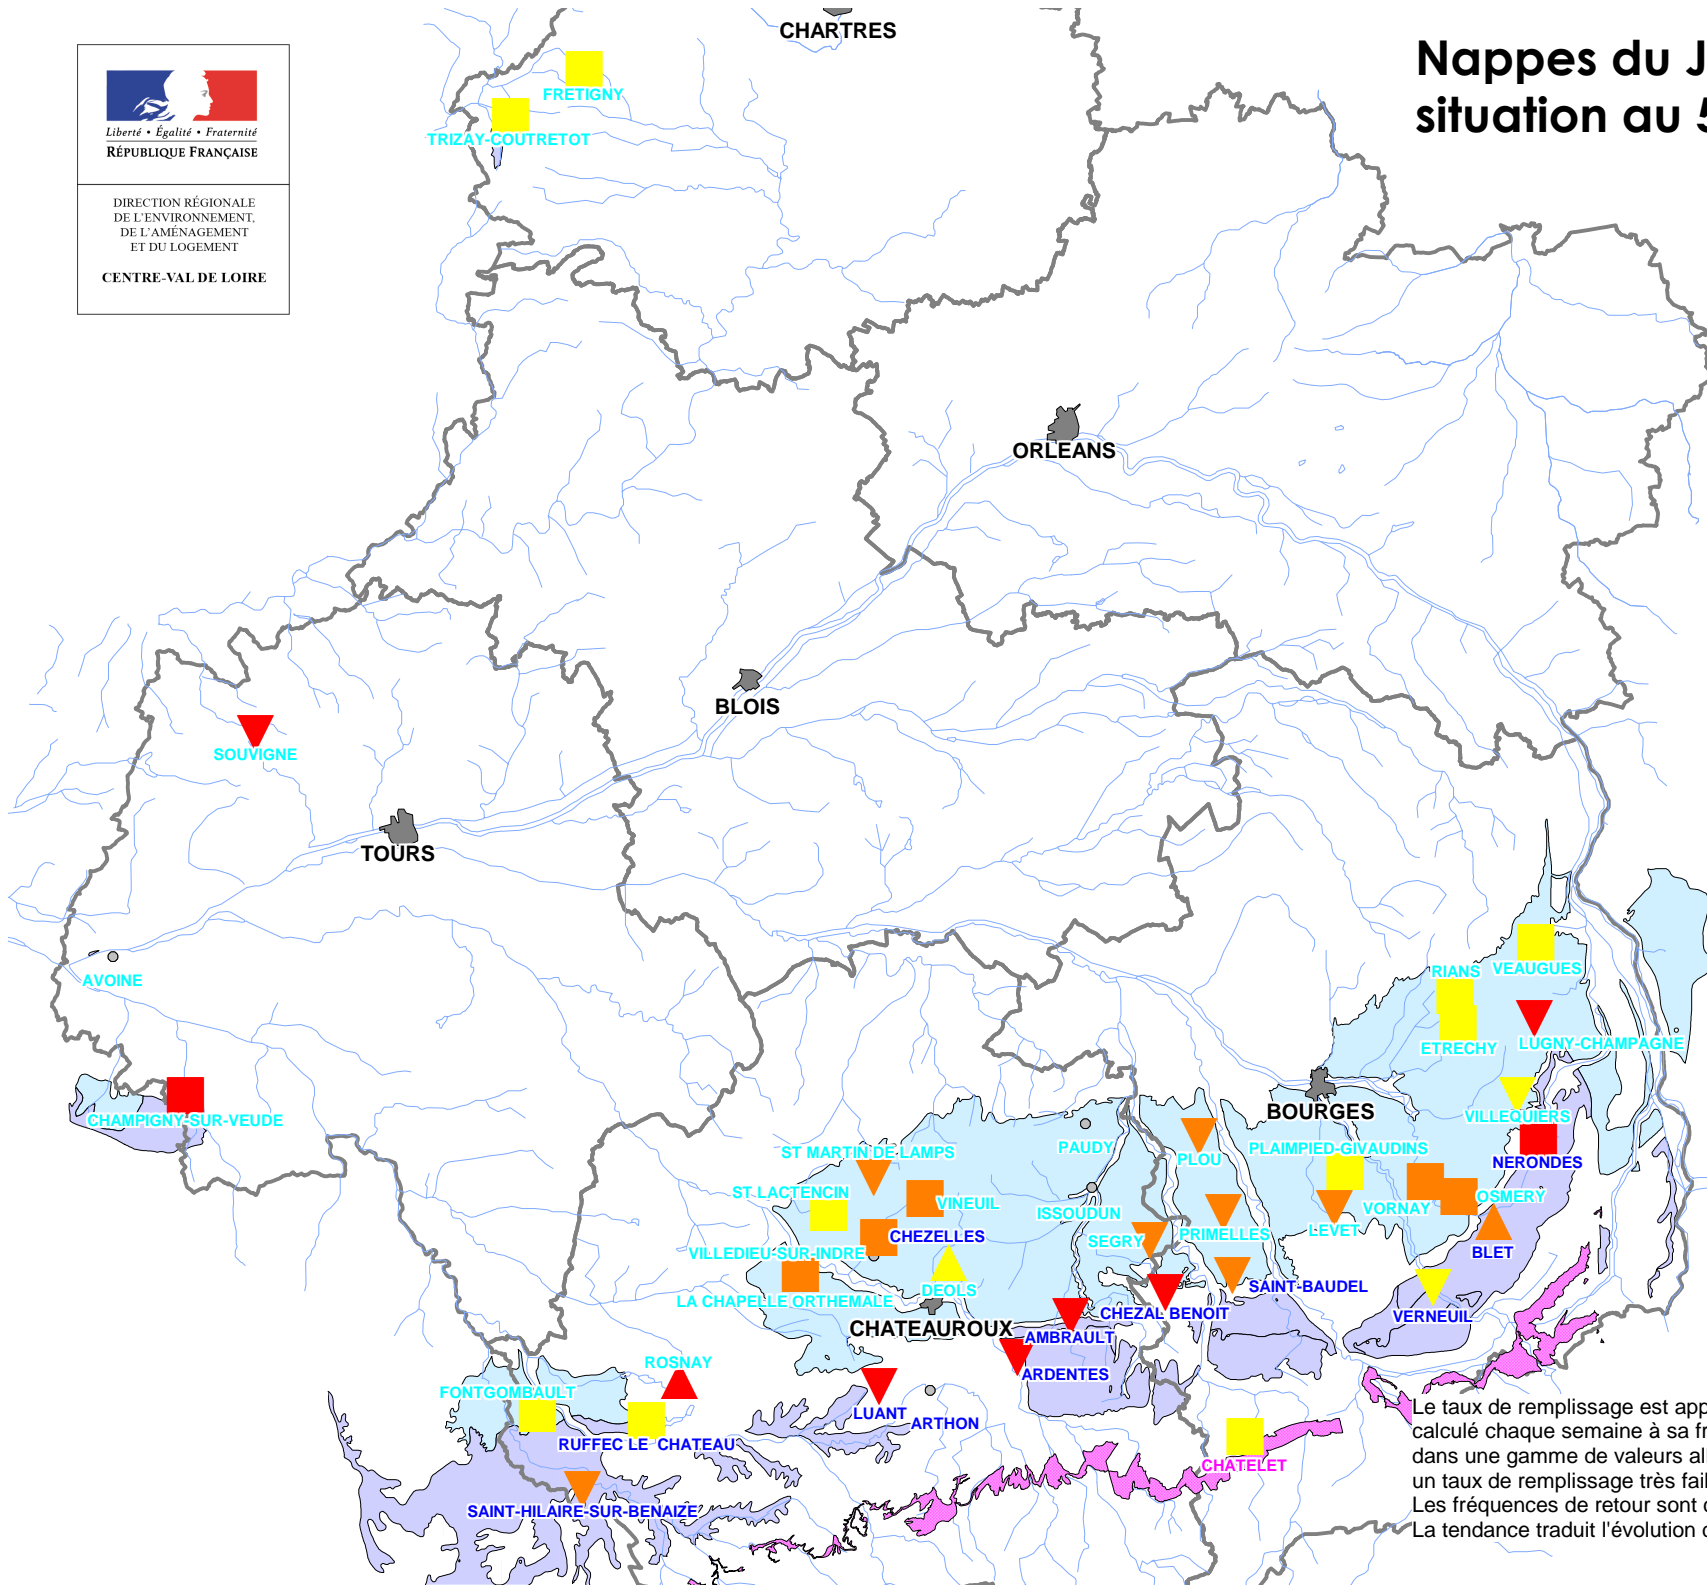 CHARTRES
Nappes du J
situation au 5
FRETIGNY
TRIZAY-COUTRETOT
Liberté • Égalité • Fraternité
RÉPUBLIQUE FRANÇAISE
DIRECTION RÉGIONALE
DE L'ENVIRONNEMENT,
DE L'AMÉNAGEMENT
ET DU LOGEMENT
CENTRE-VAL DE LOIRE
ORLEANS
BLOIS
SOUVIGNE
TOURS
AVOINE
RIANS
VEAUGUES
ETRECHY
LUGNY-CHAMPAGNE
CHAMPIGNY-SUR-VEUDE
BOURGES
VILLEQUIERS
ST MARTIN DE LAMPS
PAUDY
PLOU
PLAIMPIED-GIVAUDINS
NERONDES
ST LACTENCIN
VINEUIL
ISSOUDUN
VORNAY
OSMERY
CHEZELLES
SEGRY
PRIMELLES
LEVET
VILLEDIEU-SUR-INDRE
BLET
DEOLS
SAINT-BAUDEL
LA CHAPELLE ORTHEMALE
CHEZAL BENOIT
VERNEUIL
CHATEAUROUX
AMBRAULT
ROSNAY
ARDENTES
FONTGOMBAULT
LUANT
ARTHON
RUFFEC LE CHATEAU
CHATELET
SAINT-HILAIRE-SUR-BENAIZE
Le taux de remplissage est app
calculé chaque semaine à sa fr
dans une gamme de valeurs all
un taux de remplissage très fail
Les fréquences de retour sont c
La tendance traduit l'évolution d